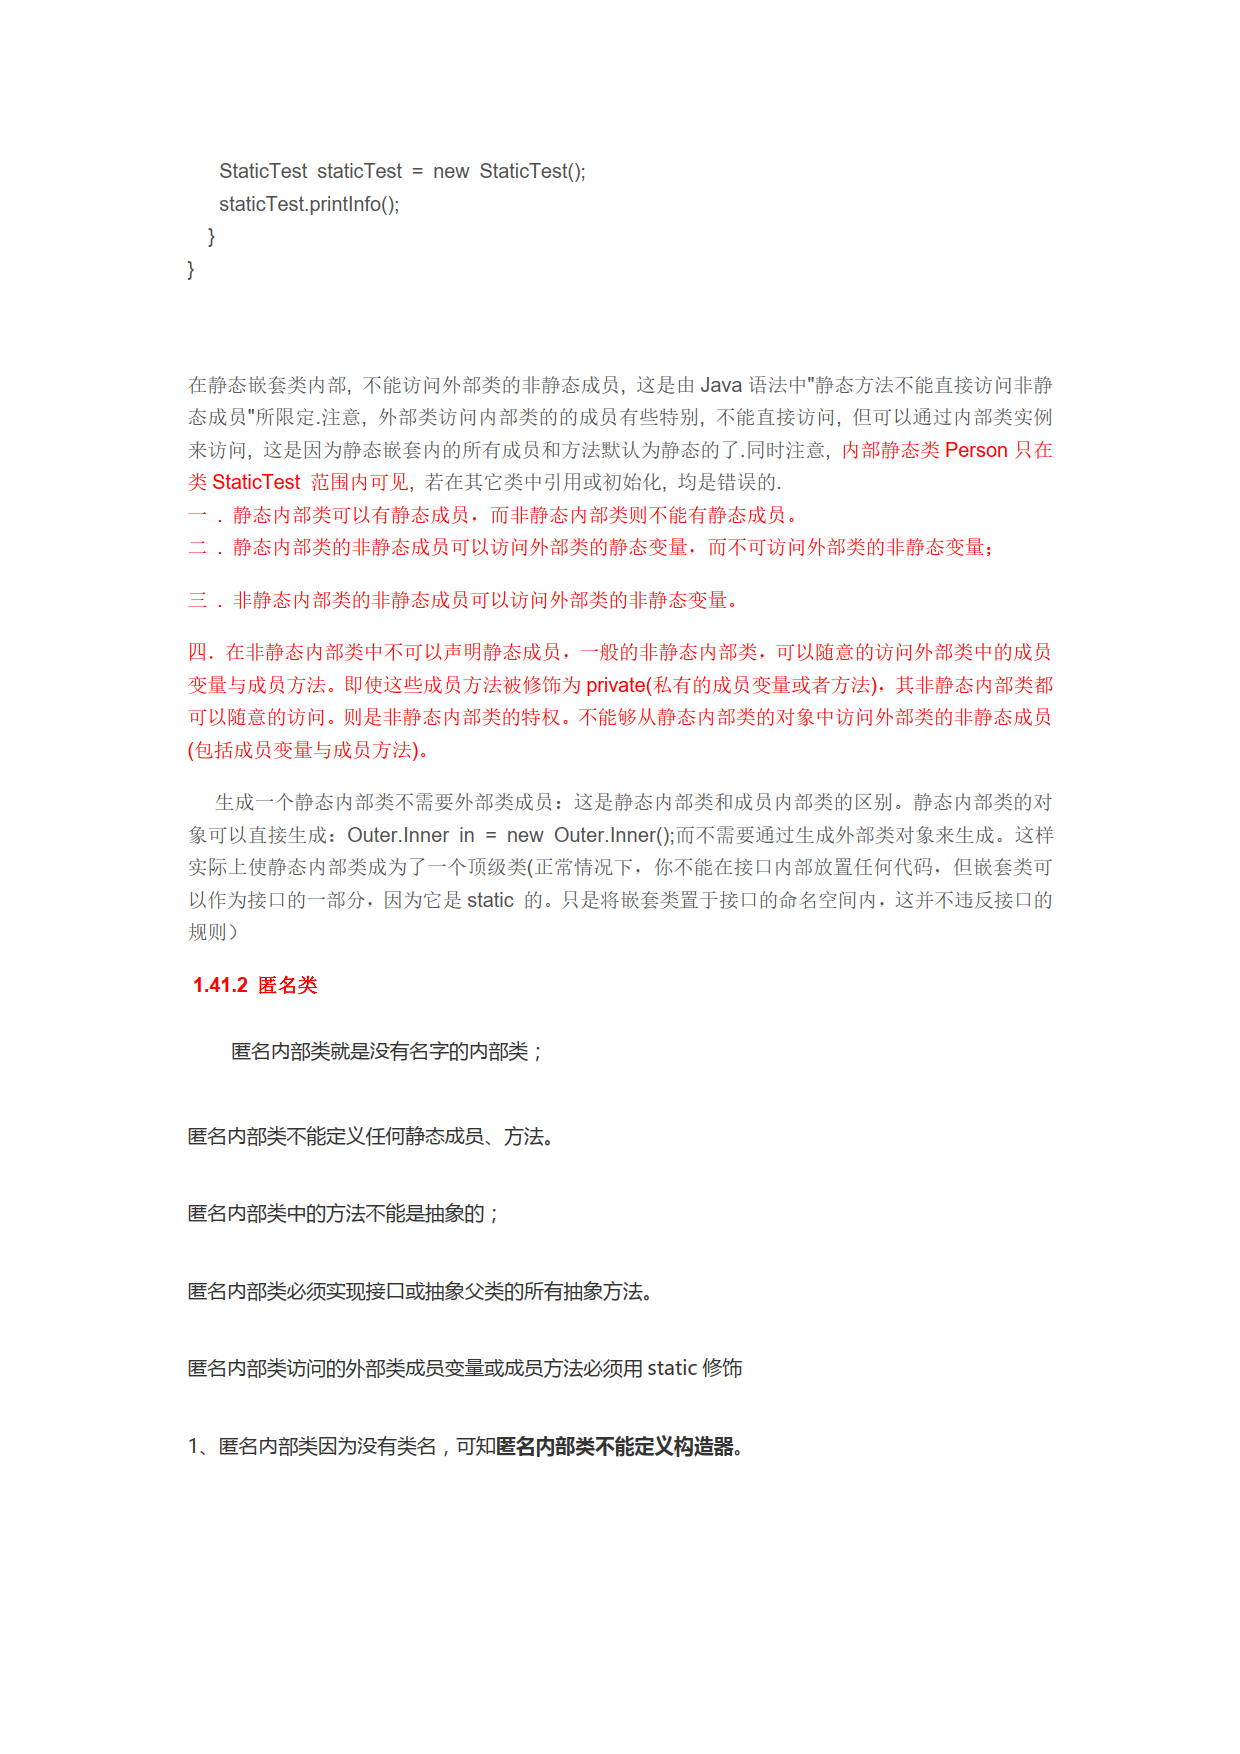 StaticTest staticTest = new StaticTest();
staticTest.printInfo();
}
}
在静态嵌套类内部, 不能访问外部类的非静态成员, 这是由 Java 语法中"静态方法不能直接访问非静
态成员"所限定.注意, 外部类访问内部类的的成员有些特别, 不能直接访问, 但可以通过内部类实例
来访问, 这是因为静态嵌套内的所有成员和方法默认为静态的了.同时注意, 内部静态类 Person 只在
类 StaticTest 范围内可见, 若在其它类中引用或初始化, 均是错误的.
一 . 静态内部类可以有静态成员，而非静态内部类则不能有静态成员。
二 . 静态内部类的非静态成员可以访问外部类的静态变量，而不可访问外部类的非静态变量；
三 . 非静态内部类的非静态成员可以访问外部类的非静态变量。
四．在非静态内部类中不可以声明静态成员，一般的非静态内部类，可以随意的访问外部类中的成员
变量与成员方法。即使这些成员方法被修饰为 private(私有的成员变量或者方法)，其非静态内部类都
可以随意的访问。则是非静态内部类的特权。不能够从静态内部类的对象中访问外部类的非静态成员
(包括成员变量与成员方法)。
生成一个静态内部类不需要外部类成员：这是静态内部类和成员内部类的区别。静态内部类的对
象可以直接生成：Outer.Inner in = new Outer.Inner();而不需要通过生成外部类对象来生成。这样
实际上使静态内部类成为了一个顶级类(正常情况下，你不能在接口内部放置任何代码，但嵌套类可
以作为接口的一部分，因为它是 static 的。只是将嵌套类置于接口的命名空间内，这并不违反接口的
规则）
1.41.2 匿名类
匿名内部类就是没有名字的内部类；
匿名内部类不能定义任何静态成员、方法。
匿名内部类中的方法不能是抽象的；
匿名内部类必须实现接口或抽象父类的所有抽象方法。
匿名内部类访问的外部类成员变量或成员方法必须用 static 修饰
1、匿名内部类因为没有类名，可知匿名内部类不能定义构造器。